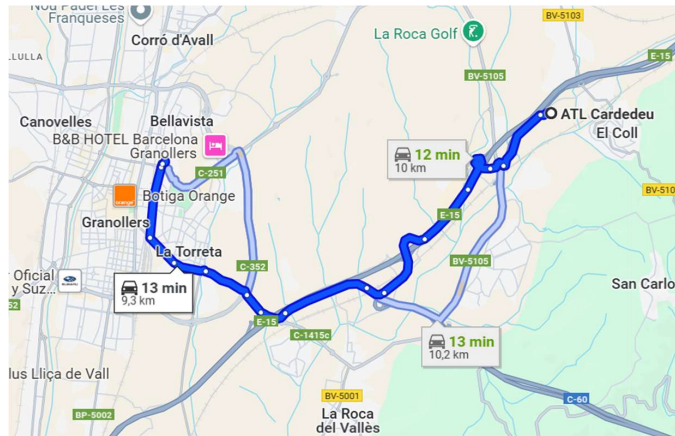 Nou Pàdel Les
Franqueses
BV-5103
Corró d'Avall
La Roca Golf
E-15
LLULLA
BV-5105
Canovelles
Bellavista
ATL Cardedeu
El Coll
B&B HOTEL Barcelona
Granollers
12 min
10 km
C-251
Botiga Orange
orange
E-15
Granollers
La Torreta
BV-5105
r Oficial
y Suz...
SUBARU
13 min
9,3 km
C-352
San Carlo
E-15
C-1415c
13 min
10,2 km
lus Lliça de Vall
BV-5001
C-60
BP-5002
La Roca
del Vallès